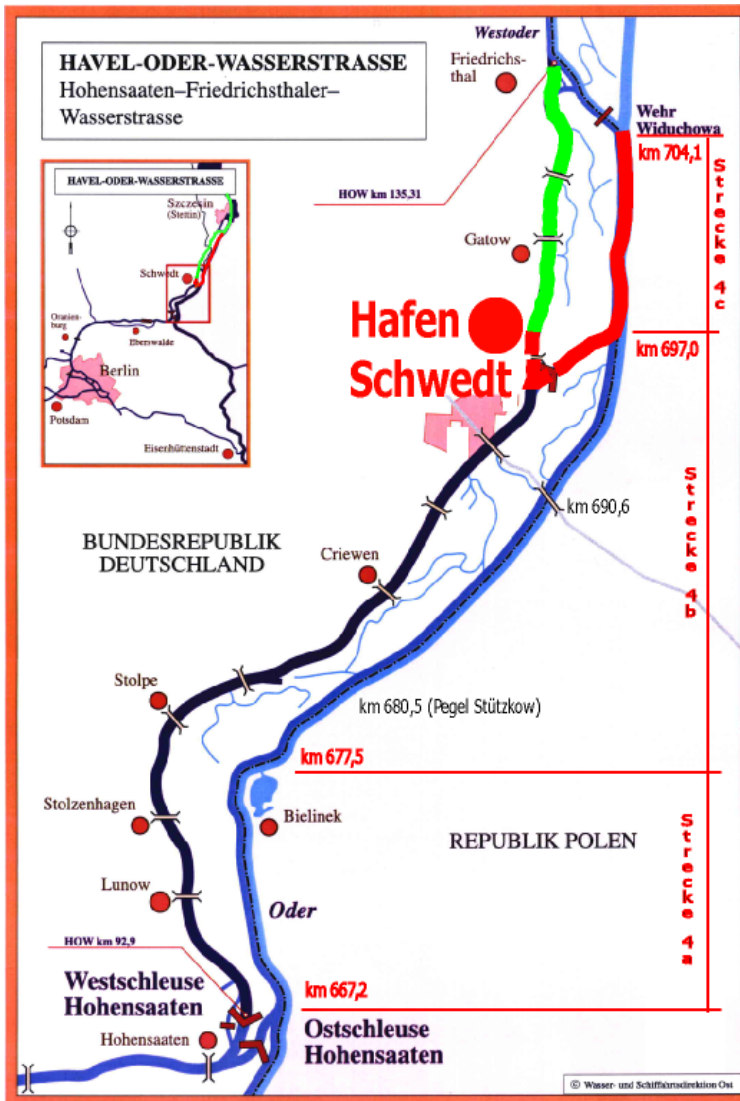 HAVEL-ODER-WASSERSTRASSE
Hohensaaten–Friedrichsthaler–
Wasserstrasse
HAVEL-ODER-WASSERSTRASSE
Szczecin
(Stettin)
Schwedt
Oranien-
burg
Eberswalde
Berlin
Potsdam
Eisenhüttenstadt
Westoder
Friedrichs-
thal
Wehr
Widuchowa
km 704,1
HOW km 135,31
Gatow
Strecke 4c
Hafen
Schwedt
km 697,0
km 690,6
BUNDESREPUBLIK
DEUTSCHLAND
Criewen
Strecke 4b
Stolpe
km 680,5 (Pegel Stützkow)
km 677,5
Stolzenhagen
Bielinek
REPUBLIK POLEN
Lunow
Oder
Strecke 4a
HOW km 92,9
Westschleuse
Hohensaaten
km 667,2
Hohensaaten
Ostschleuse
Hohensaaten
© Wasser- und Schiffahrtsdirektion Ost